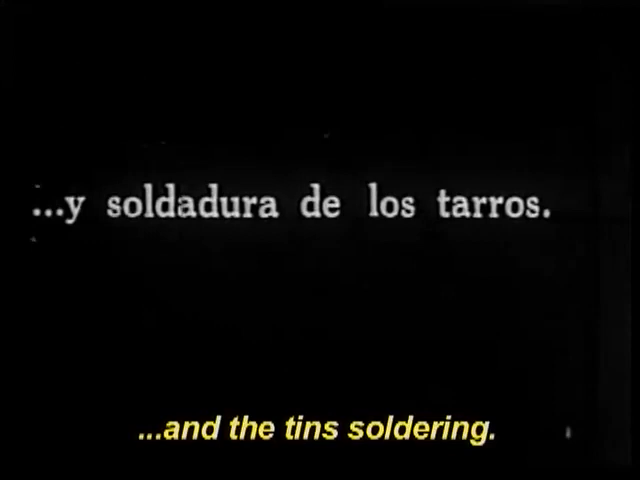 ...y soldadura de los tarros.
...and the tins soldering.